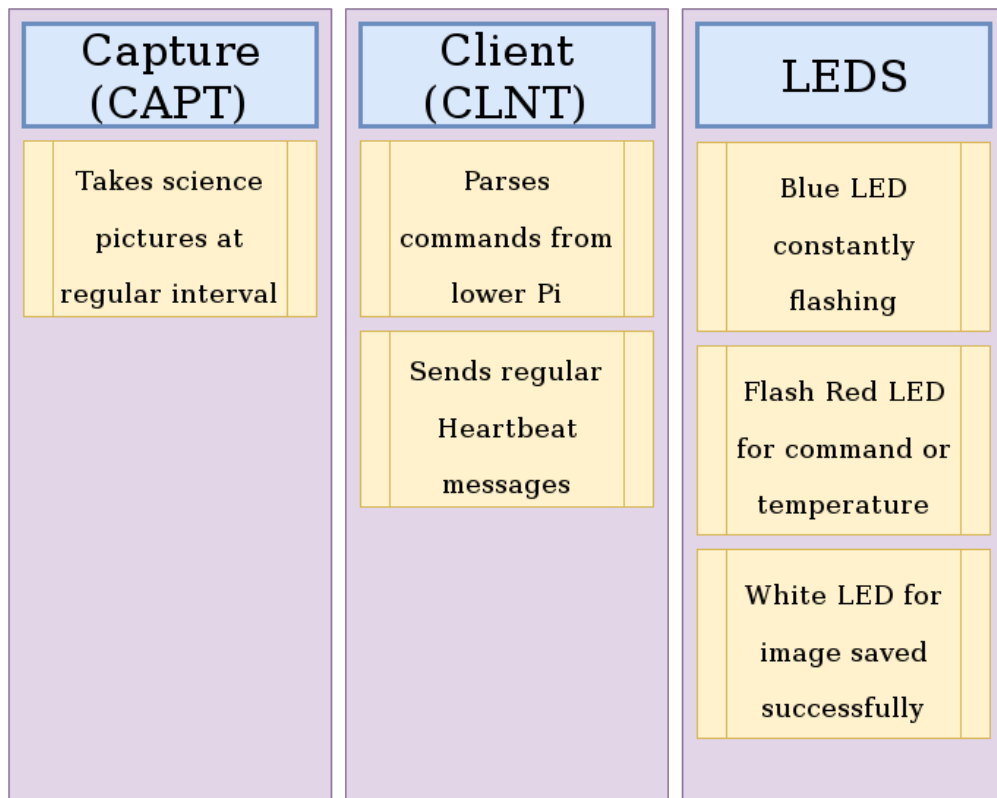 Capture
(CAPT)
Takes science
pictures at
regular interval
Client
(CLNT)
Parses
commands from
lower Pi
Sends regular
Heartbeat
messages
LEDS
Blue LED
constantly
flashing
Flash Red LED
for command or
temperature
White LED for
image saved
successfully